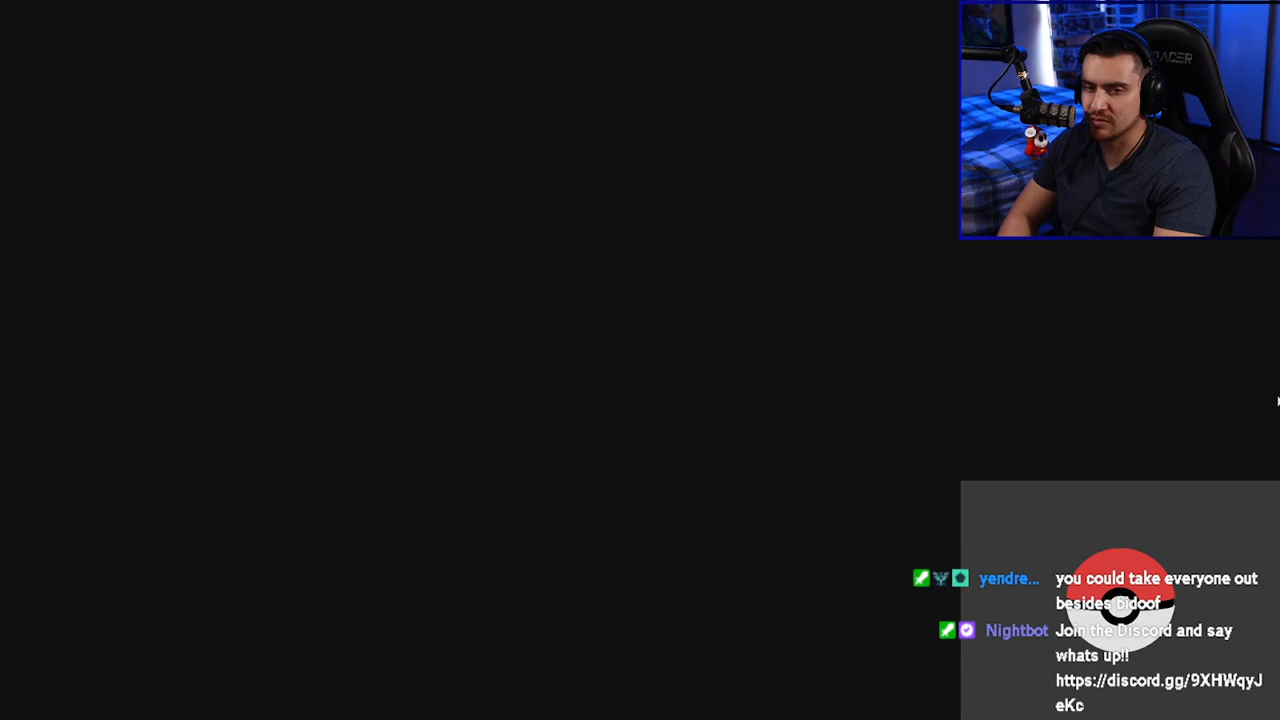 yendre... you could take everyone out
besides bidoof
Nightbot Join the Discord and say
whats up!!
https://discord.gg/9XHWqyJ
eKc